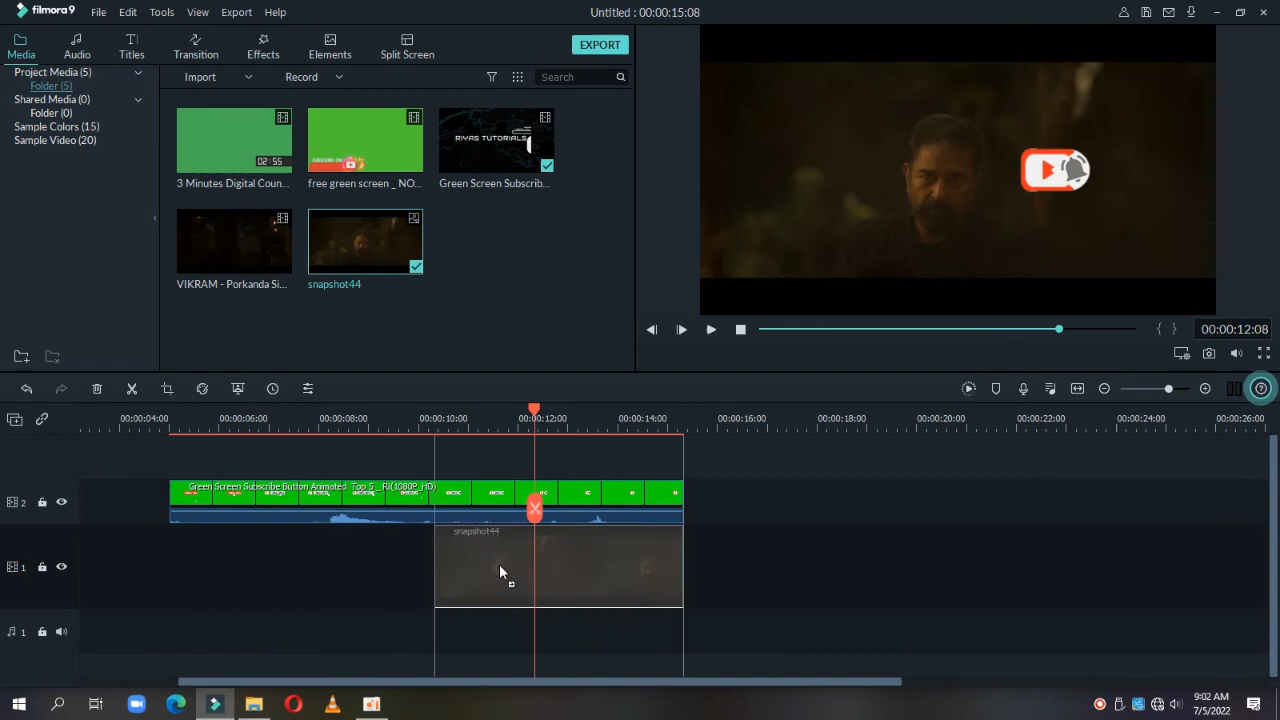 filmora9
File Edit Tools View Export Help
Untitled : 00:00:15:08
Media Audio Titles Transition Effects Elements Split Screen
EXPORT
Project Media (5)
Folder (5)
Shared Media (0)
Folder (0)
Sample Colors (15)
Sample Video (20)
Import Record Search
02:55
3 Minutes Digital Coun...
free green screen _ NO...
RIYAS TUTORIALS
Green Screen Subscrib...
VIKRAM - Porkanda Si...
snapshot44
00:00:12:08
00:00:04:00 00:00:06:00 00:00:08:00 00:00:10:00 00:00:12:00 00:00:14:00 00:00:16:00 00:00:18:00 00:00:20:00 00:00:22:00 00:00:24:00 00:00:26:00
2
Green Screen Subscribe Button Animated Top 5 _ Ri(1080P_HD)
1
snapshot44
1
9:02 AM
7/5/2022